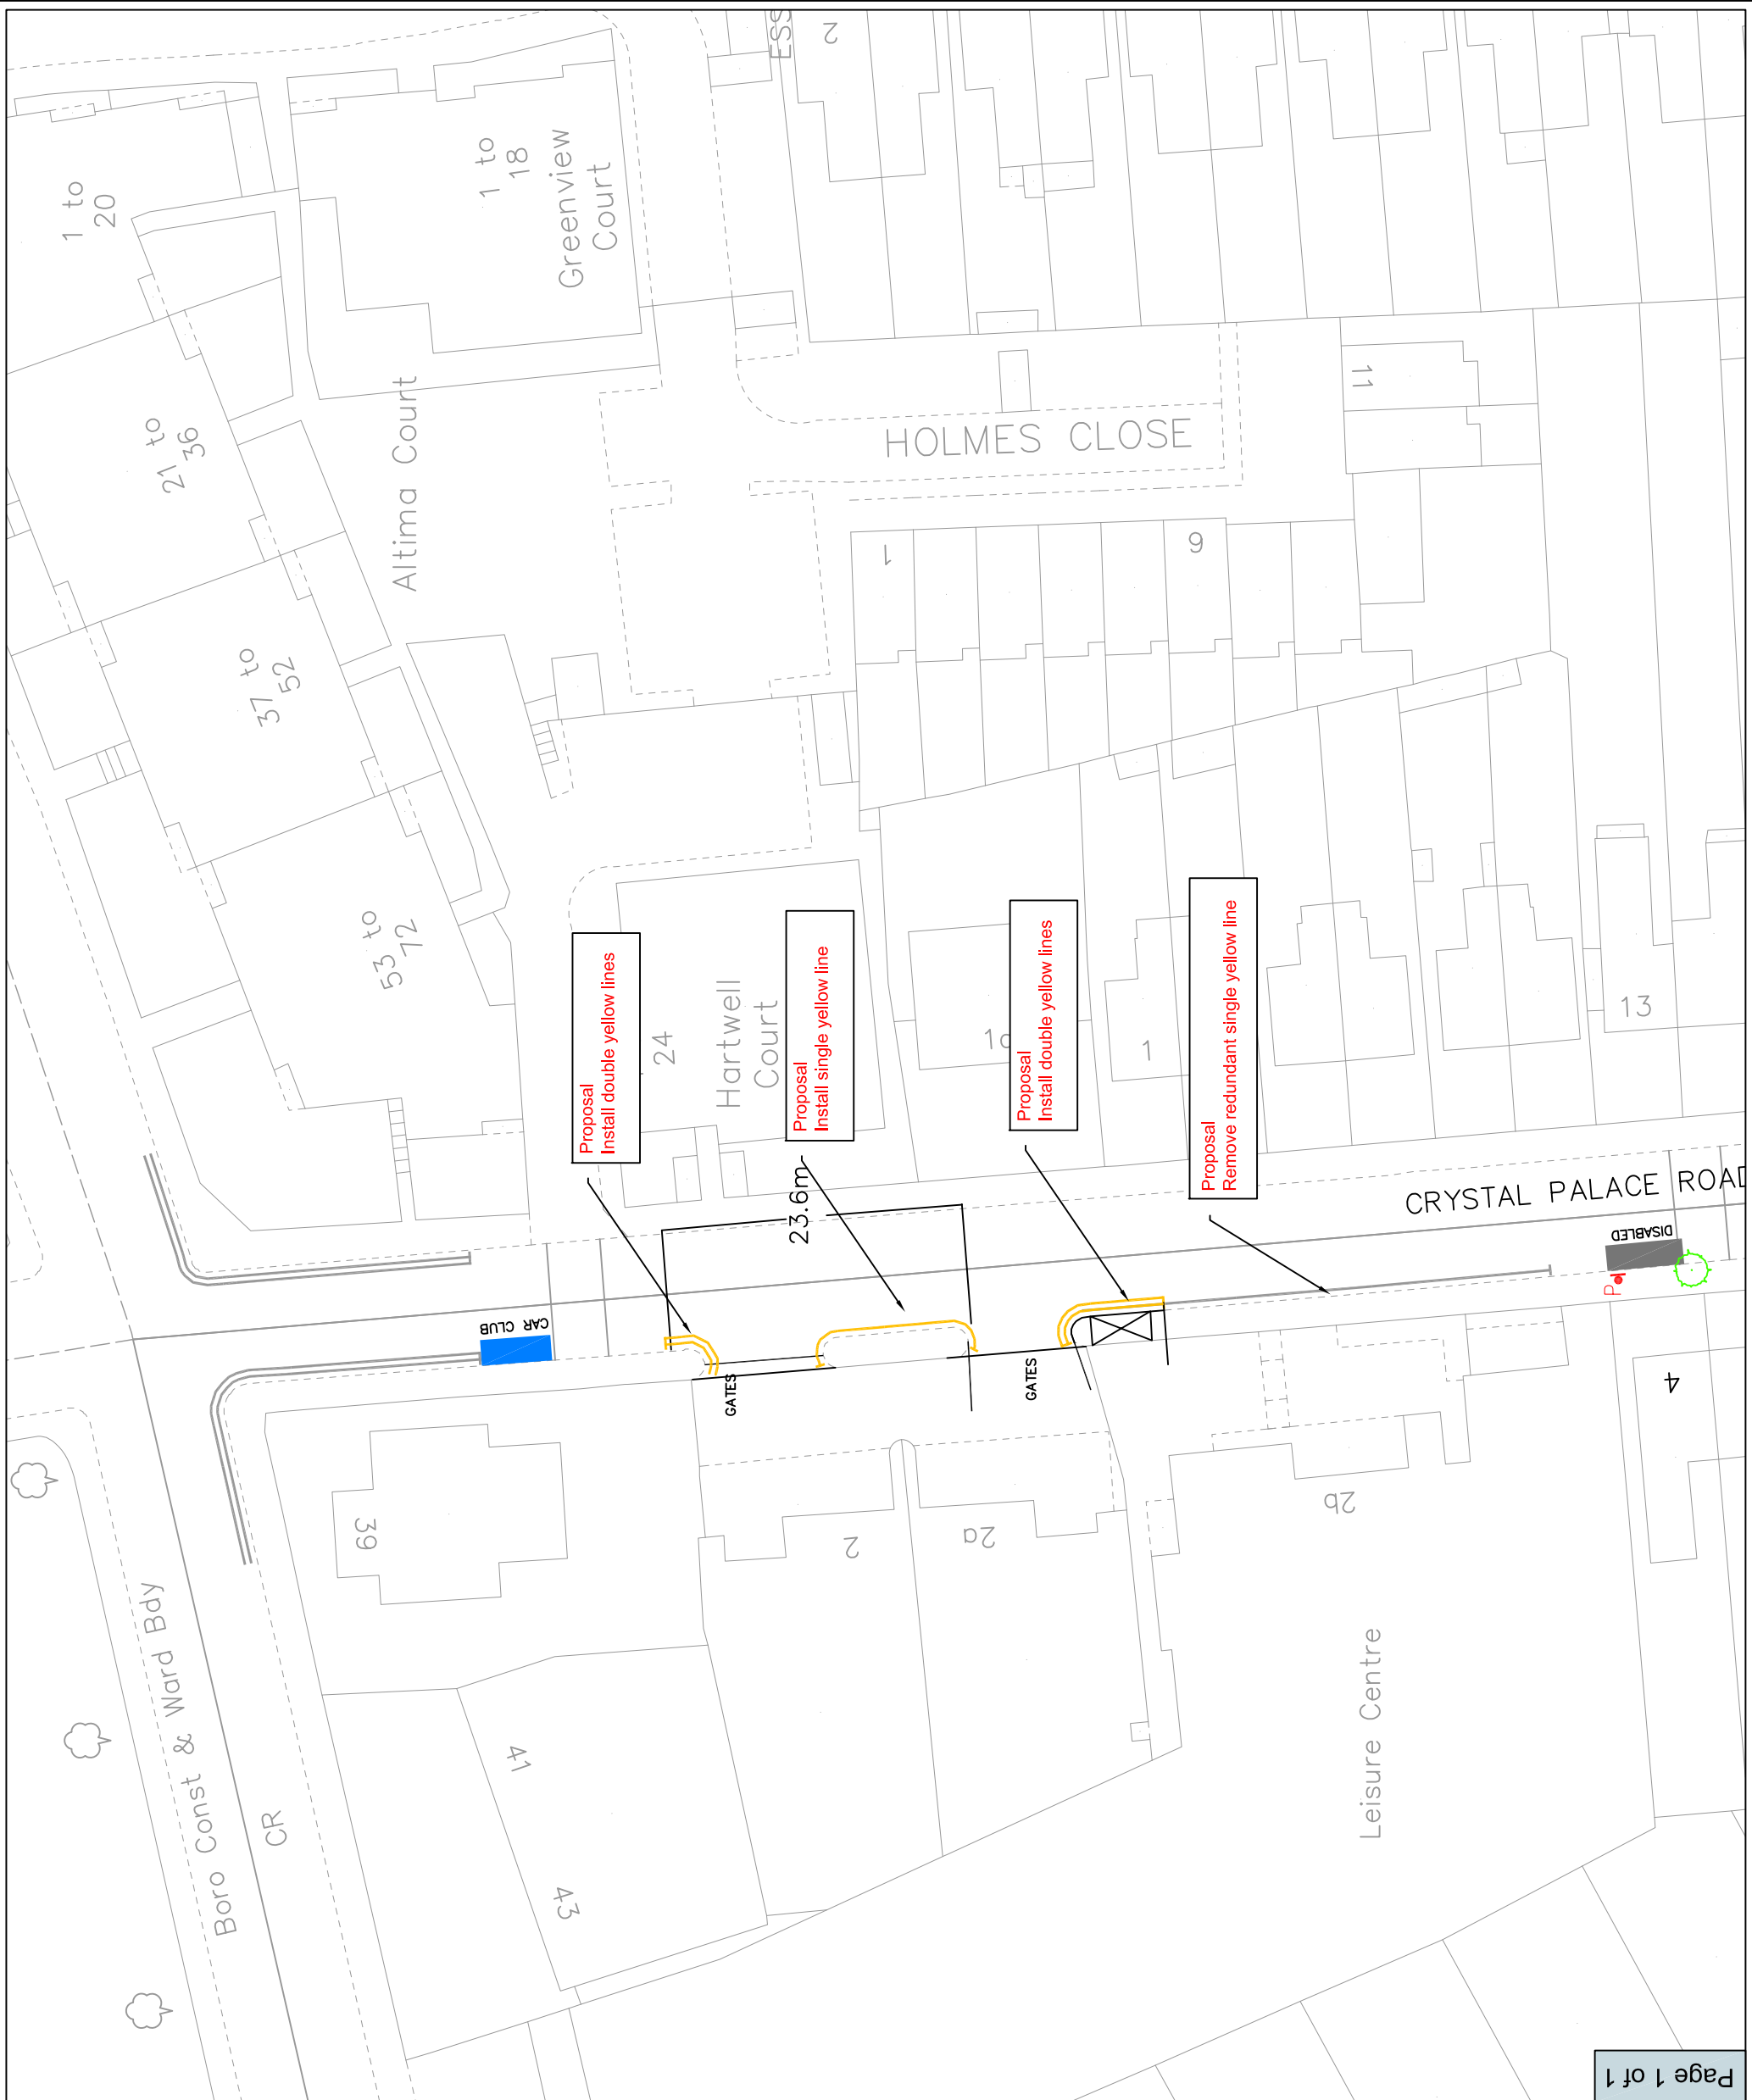 ESS
2
1 to
20
1 to
18
Greenview
Court
21 to
36
Altima Court
HOLMES CLOSE
11
1
6
37 to
52
53 to
72
24
Hartwell
Court
1
13
Proposal
Install double yellow lines
Proposal
Install single yellow line
Proposal
Install double yellow lines
Proposal
Remove redundant single yellow line
23.6m
CRYSTAL PALACE ROAD
DISABLED
CAR CLUB
GATES
GATES
4
39
2
2a
2b
41
43
Boro Const & Ward Bdy
CR
Leisure Centre
Page 1 of 1